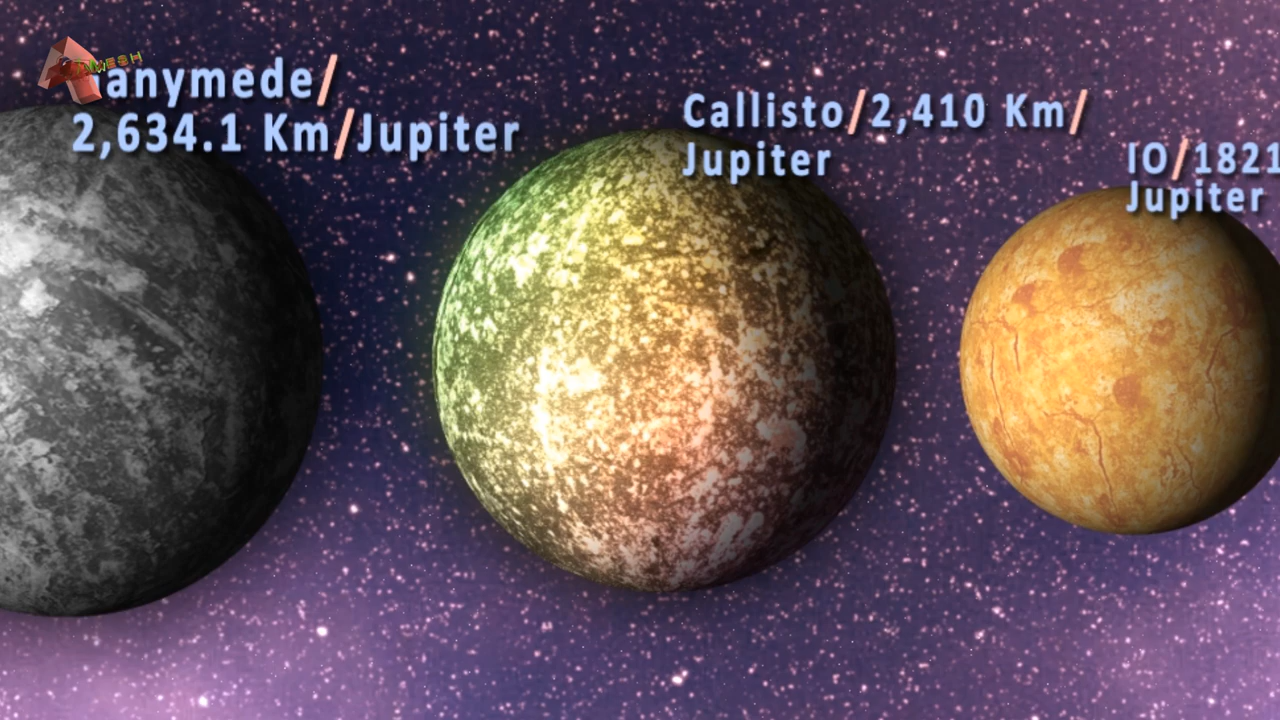 anymede/
2,634.1 Km/Jupiter
Callisto/2,410 Km/
Jupiter
IO/1821
Jupiter